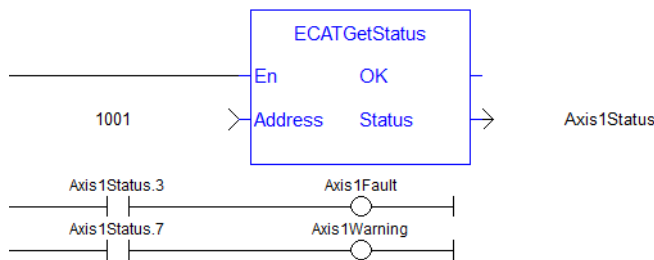 ECATGetStatus
En OK
1001 Address Status Axis1Status
Axis1Status.3 Axis1Fault
Axis1Status.7 Axis1Warning